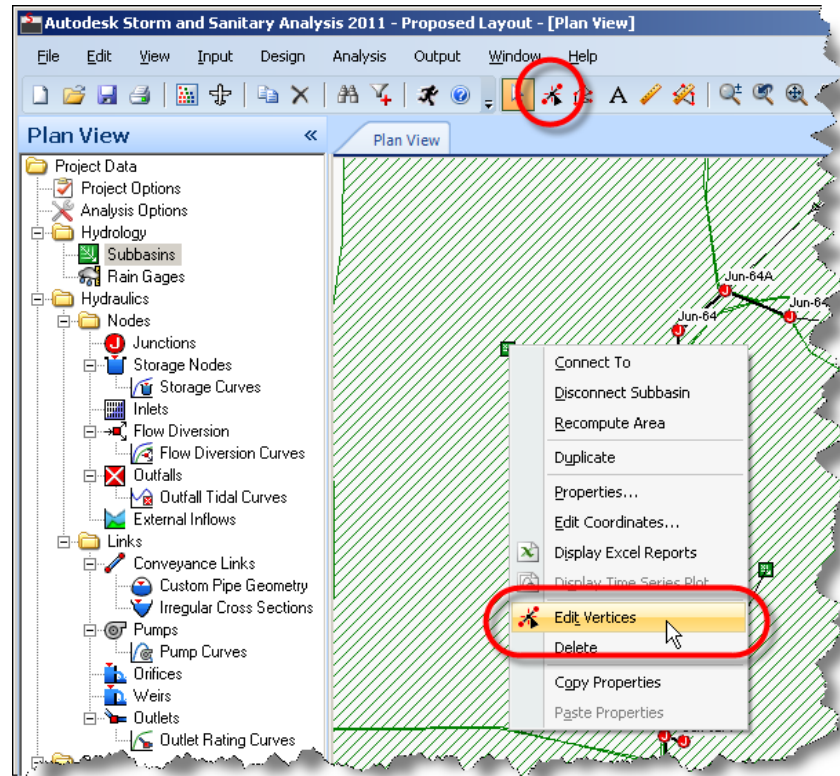 Autodesk Storm and Sanitary Analysis 2011 - Proposed Layout - [Plan View]
File Edit View Input Design Analysis Output Window Help
A
Plan View «
Plan View
Project Data
Project Options
Analysis Options
Hydrology
Subbasins
Rain Gages
Hydraulics
Nodes
J Junctions
Storage Nodes
Storage Curves
Inlets
Flow Diversion
Flow Diversion Curves
Outfalls
Outfall Tidal Curves
External Inflows
Links
Conveyance Links
Custom Pipe Geometry
Irregular Cross Sections
Pumps
Pump Curves
Orifices
Weirs
Outlets
Outlet Rating Curves
Jun-64A
Jun-64
Jun-64
Connect To
Disconnect Subbasin
Recompute Area
Duplicate
Properties...
Edit Coordinates...
Display Excel Reports
Display Time Series Plot
Edit Vertices
Delete
Copy Properties
Paste Properties